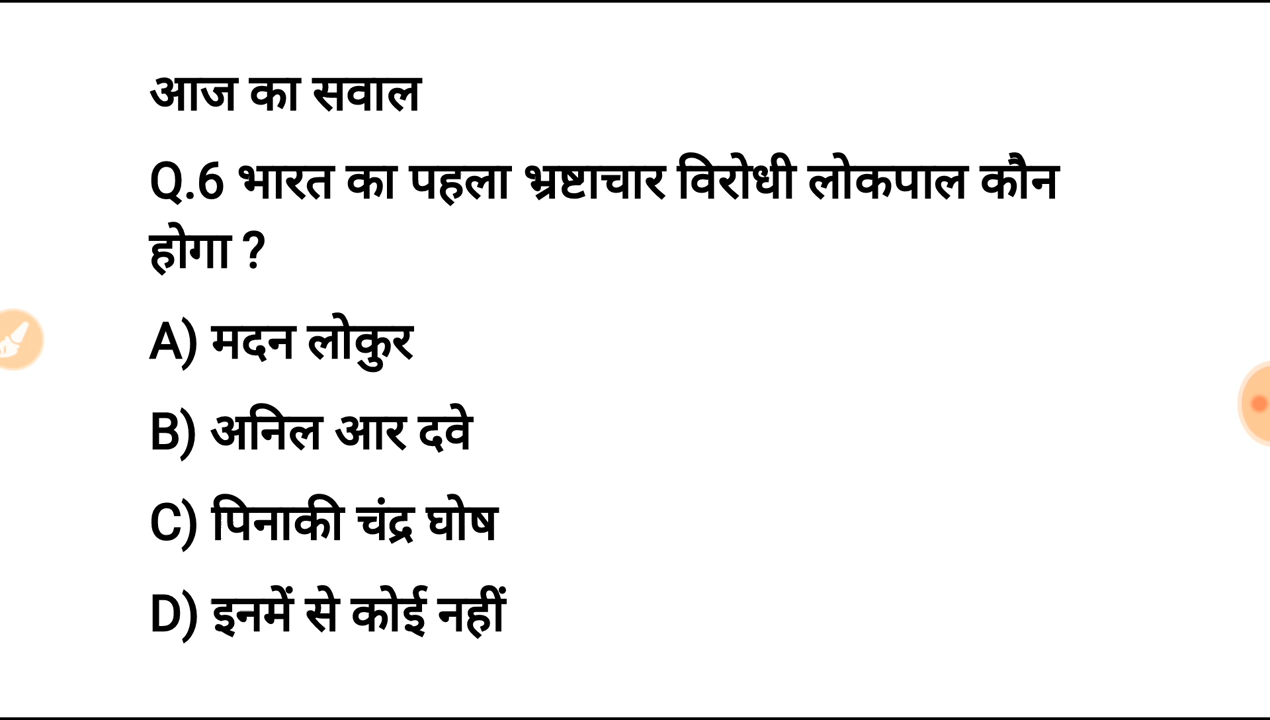 आज का सवाल
Q.6 भारत का पहला भ्रष्टाचार विरोधी लोकपाल कौन
होगा ?
A) मदन लोकुर
B) अनिल आर दवे
C) पिनाकी चंद्र घोष
D) इनमें से कोई नहीं